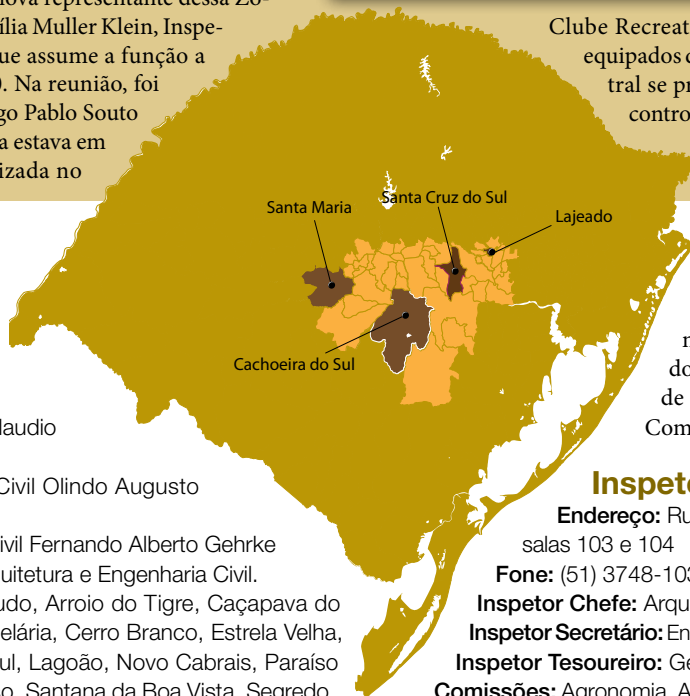 nova representante dessa Zo-
ília Muller Klein, Inspe-
que assume a função a
. Na reunião, foi
go Pablo Souto
a estava em
izada no
Clube Recreat
equipados
tral se pr
contro
Santa Maria
Santa Cruz do Sul
Lajeado
Cachoeira do Sul
laudio
Civil Olindo Augusto
ivil Fernando Alberto Gehrke
uitetura e Engenharia Civil.
udo, Arroio do Tigre, Caçapava do
elária, Cerro Branco, Estrela Velha,
ul, Lagoão, Novo Cabrais, Paraíso
o, Santana da Boa Vista, Segredo
do
de
Com
Inspeto
Endereço: Ru
salas 103 e 104
Fone: (51) 3748-103
Inspetor Chefe: Arqu
Inspetor Secretário: En
Inspetor Tesoureiro: Ge
Comissões: Agronomia, A